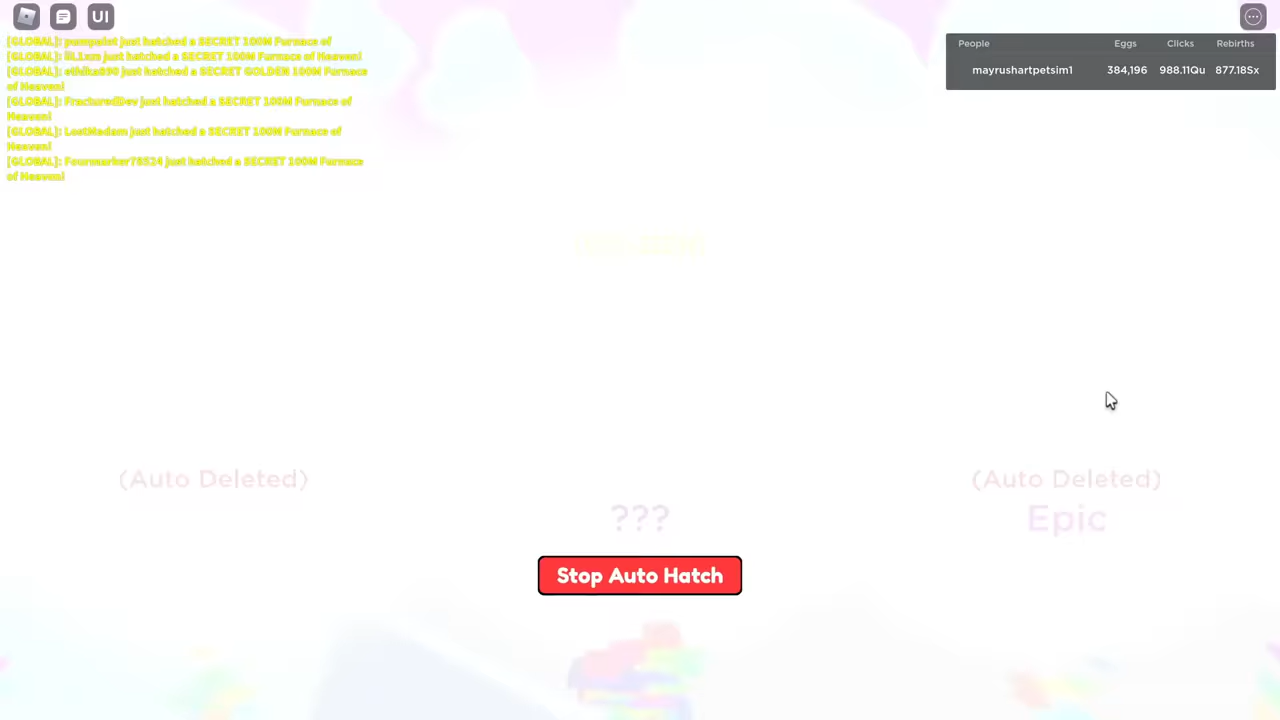 UI
[GLOBAL]: just hatched a SECRET 100M Furnace of
[GLOBAL]: just hatched a SECRET 100M Furnace of Heaven!
[GLOBAL]: just hatched a SECRET GOLDEN 100M Furnace
of Heaven!
[GLOBAL]: FracturedDev just hatched a SECRET 100M Furnace of
Heaven!
[GLOBAL]: LostMadam just hatched a SECRET 100M Furnace of
Heaven!
[GLOBAL]: just hatched a SECRET 100M Furnace
of Heaven!
People Eggs Clicks Rebirths
mayrushartpetsim1 384,196 988.11Qu 877.18Sx
(Auto Deleted) (Auto Deleted)
??? Epic
Stop Auto Hatch